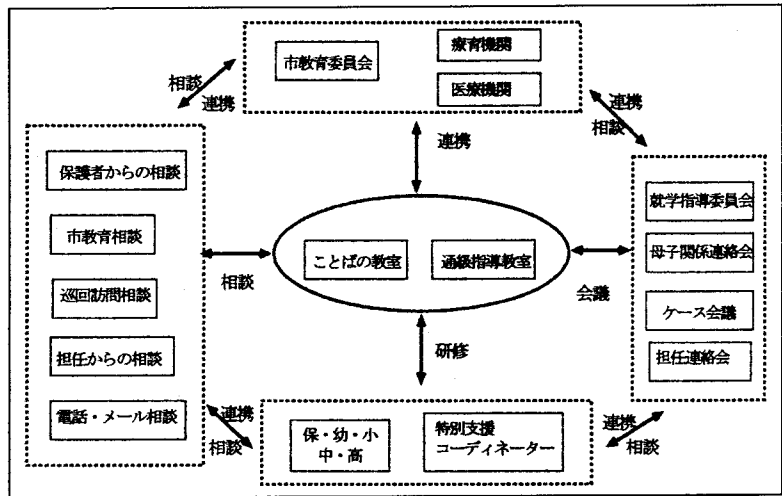 市教育委員会
療育機関
医療機関
相談
連携
連携
相談
連携
保護者からの相談
市教育相談
巡回訪問相談
担任からの相談
電話・メール相談
相談
ことばの教室
通級指導教室
会議
就学指導委員会
母子関係連絡会
ケース会議
担任連絡会
研修
連携
相談
保・幼・小
中・高
特別支援
コーディネーター
連携
相談